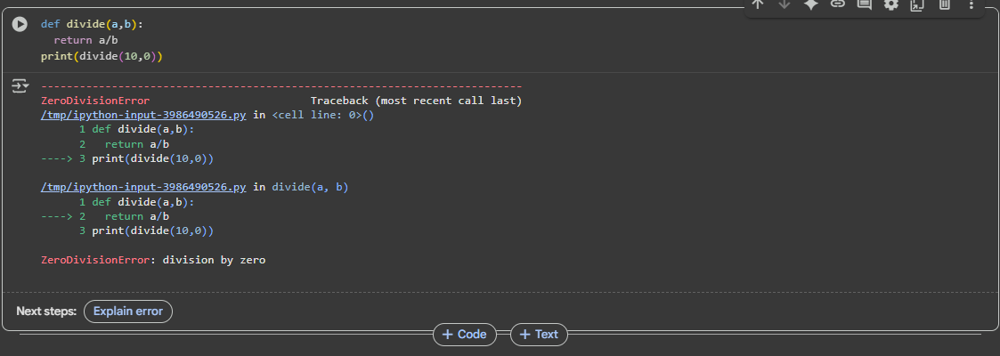 def divide(a,b):
  return a/b
print(divide(10,0))
---------------------------------------------------------------------------
ZeroDivisionError                         Traceback (most recent call last)
/tmp/ipython-input-3986490526.py in <cell line: 0>()
      1 def divide(a,b):
      2   return a/b
----> 3 print(divide(10,0))

/tmp/ipython-input-3986490526.py in divide(a, b)
      1 def divide(a,b):
----> 2   return a/b
      3 print(divide(10,0))

ZeroDivisionError: division by zero
Next steps: Explain error
+ Code + Text